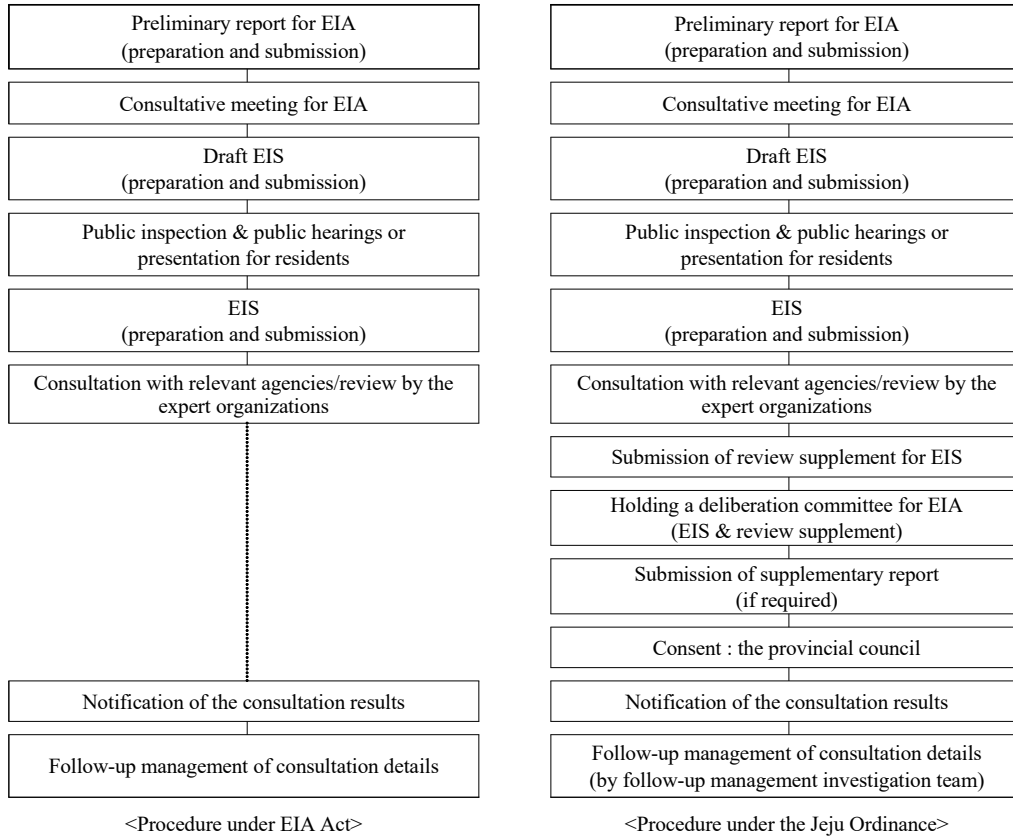 Preliminary report for EIA
(preparation and submission)
Consultative meeting for EIA
Draft EIS
(preparation and submission)
Public inspection & public hearings or
presentation for residents
EIS
(preparation and submission)
Consultation with relevant agencies/review by the
expert organizations
Notification of the consultation results
Follow-up management of consultation details
<Procedure under EIA Act>
Preliminary report for EIA
(preparation and submission)
Consultative meeting for EIA
Draft EIS
(preparation and submission)
Public inspection & public hearings or
presentation for residents
EIS
(preparation and submission)
Consultation with relevant agencies/review by the
expert organizations
Submission of review supplement for EIS
Holding a deliberation committee for EIA
(EIS & review supplement)
Submission of supplementary report
(if required)
Consent : the provincial council
Notification of the consultation results
Follow-up management of consultation details
(by follow-up management investigation team)
<Procedure under the Jeju Ordinance>